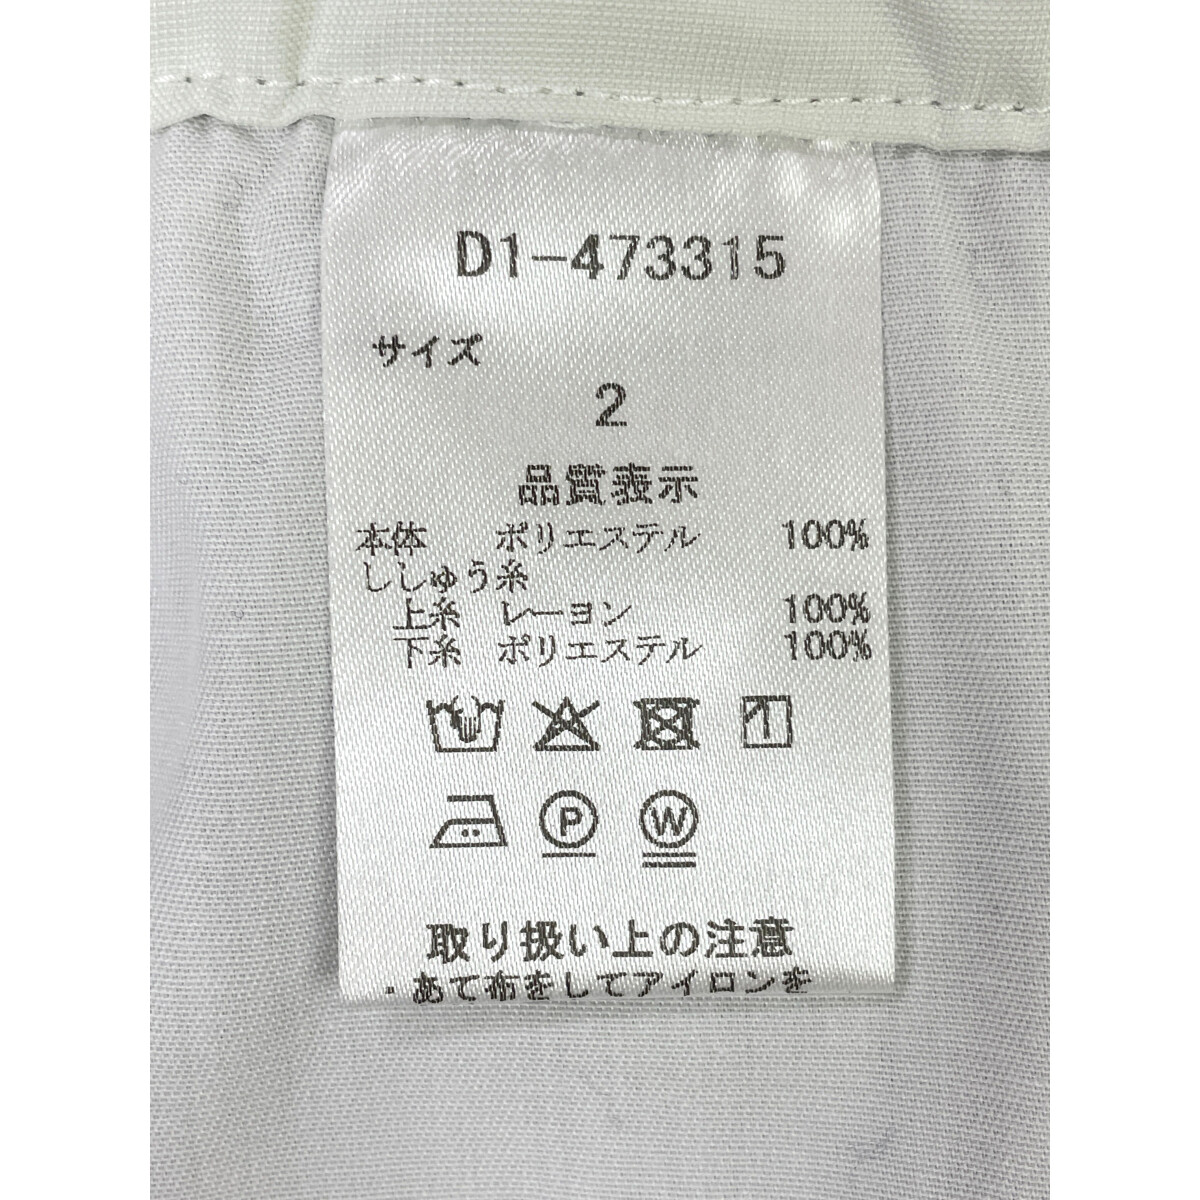 D1-473315
サイズ
2
品質表示
本体 ポリエステル 100%
ししゅう糸
上糸 レーヨン 100%
下糸 ポリエステル 100%
P W
取り扱い上の注意
・あて布をしてアイロンを